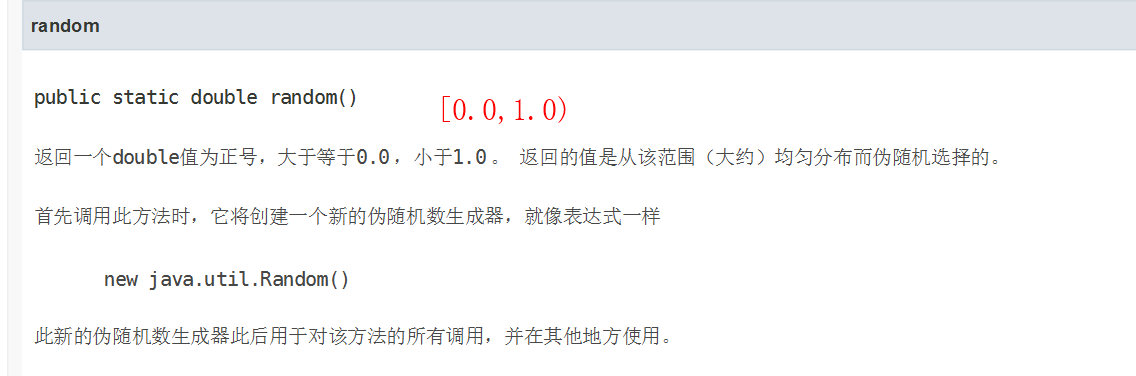 random
public static double random()
[0.0,1.0)
返回一个double值为正号，大于等于0.0 ，小于1.0 。 返回的值是从该范围（大约）均匀分布而伪随机选择的。
首先调用此方法时，它将创建一个新的伪随机数生成器，就像表达式一样
new java.util.Random()
此新的伪随机数生成器此后用于对该方法的所有调用，并在其他地方使用。